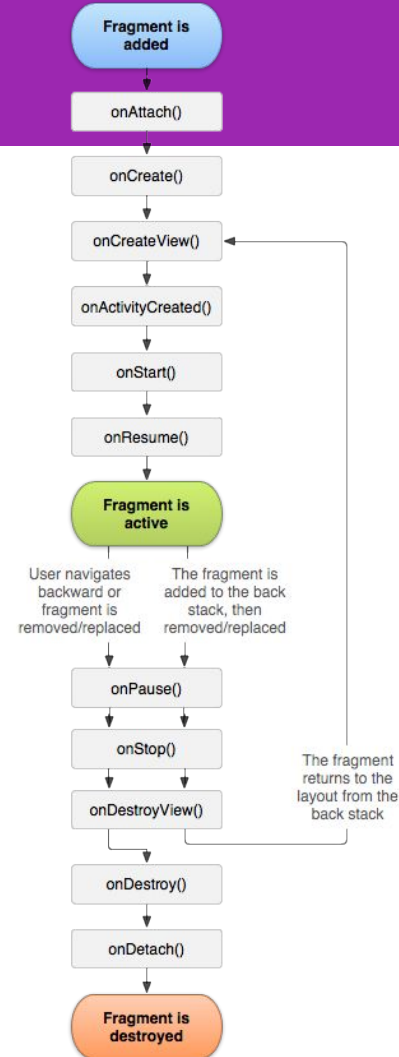 Fragment is
added
onAttach()
onCreate()
onCreateView()
onActivityCreated()
onStart()
onResume()
Fragment is
active
User navigates
backward or
fragment is
removed/replaced
The fragment is
added to the back
stack, then
removed/replaced
onPause()
onStop()
onDestroyView()
The fragment
returns to the
layout from the
back stack
onDestroy()
onDetach()
Fragment is
destroyed